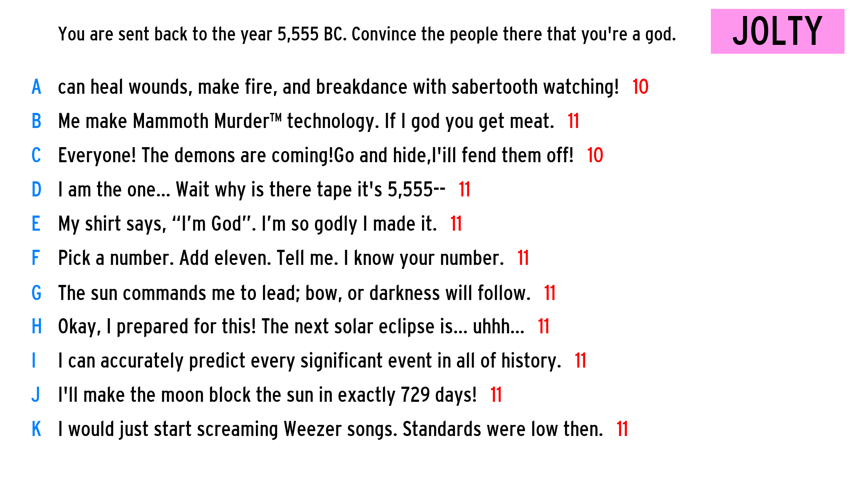 You are sent back to the year 5,555 BC. Convince the people there that you're a god.
JOLTY
A can heal wounds, make fire, and breakdance with sabertooth watching! 10
B Me make Mammoth Murder™ technology. If I god you get meat. 11
C Everyone! The demons are coming!Go and hide,I'ill fend them off! 10
D I am the one... Wait why is there tape it's 5,555-- 11
E My shirt says, “I’m God”. I’m so godly I made it. 11
F Pick a number. Add eleven. Tell me. I know your number. 11
G The sun commands me to lead; bow, or darkness will follow. 11
H Okay, I prepared for this! The next solar eclipse is... uhhh... 11
I I can accurately predict every significant event in all of history. 11
J I'll make the moon block the sun in exactly 729 days! 11
K I would just start screaming Weezer songs. Standards were low then. 11